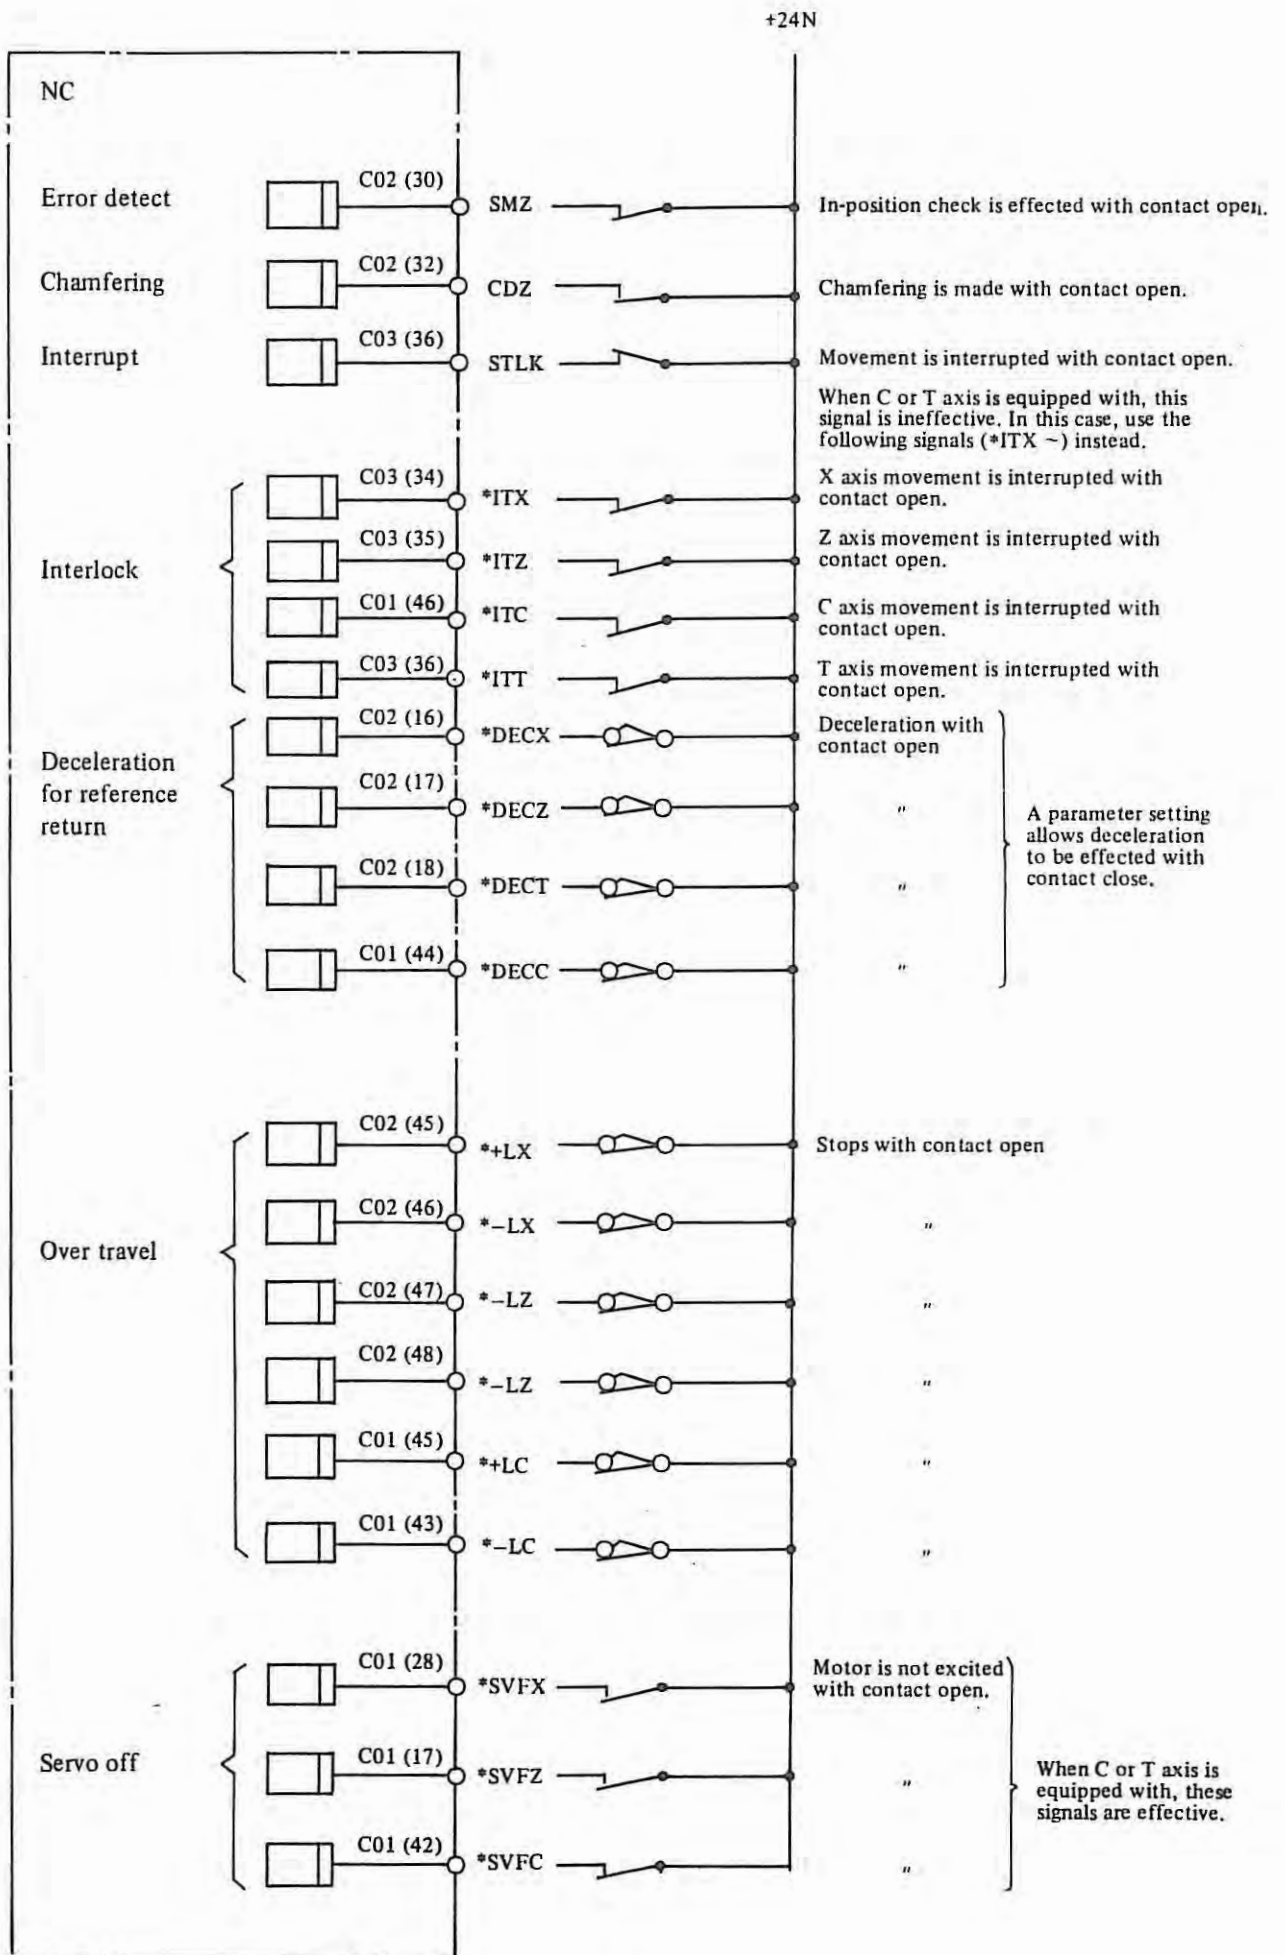 +24N
NC
Error detect
C02 (30)
SMZ
In-position check is effected with contact open.
Chamfering
C02 (32)
CDZ
Chamfering is made with contact open.
Interrupt
C03 (36)
STLK
Movement is interrupted with contact open.
When C or T axis is equipped with, this
signal is ineffective. In this case, use the
following signals (*ITX ~) instead.
Interlock
C03 (34)
*ITX
X axis movement is interrupted with
contact open.
C03 (35)
*ITZ
Z axis movement is interrupted with
contact open.
C01 (46)
*ITC
C axis movement is interrupted with
contact open.
C03 (36)
*ITT
T axis movement is interrupted with
contact open.
Deceleration
for reference
return
C02 (16)
*DECX
Deceleration with
contact open
C02 (17)
*DECZ
"
C02 (18)
*DECT
"
C01 (44)
*DECC
"
A parameter setting
allows deceleration
to be effected with
contact close.
Over travel
C02 (45)
*+LX
Stops with contact open
C02 (46)
*–LX
"
C02 (47)
*–LZ
"
C02 (48)
*–LZ
"
C01 (45)
*+LC
"
C01 (43)
*–LC
"
Servo off
C01 (28)
*SVFX
Motor is not excited
with contact open.
C01 (17)
*SVFZ
"
C01 (42)
*SVFC
"
When C or T axis is
equipped with, these
signals are effective.